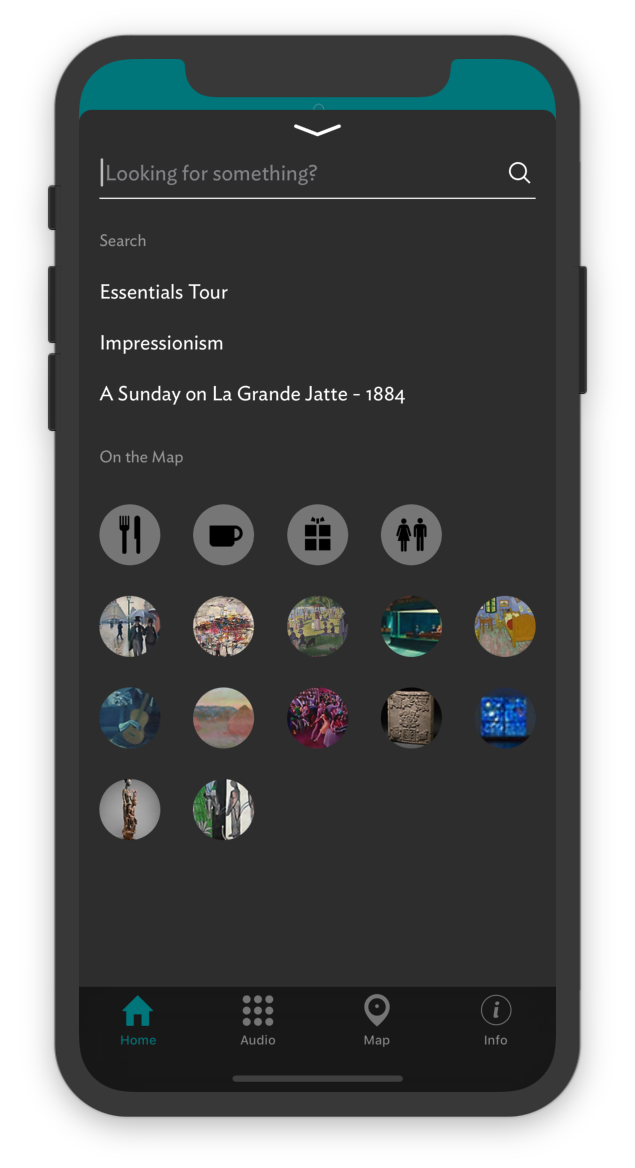 Looking for something?
Search
Essentials Tour
Impressionism
A Sunday on La Grande Jatte - 1884
On the Map
Home
Audio
Map
Info